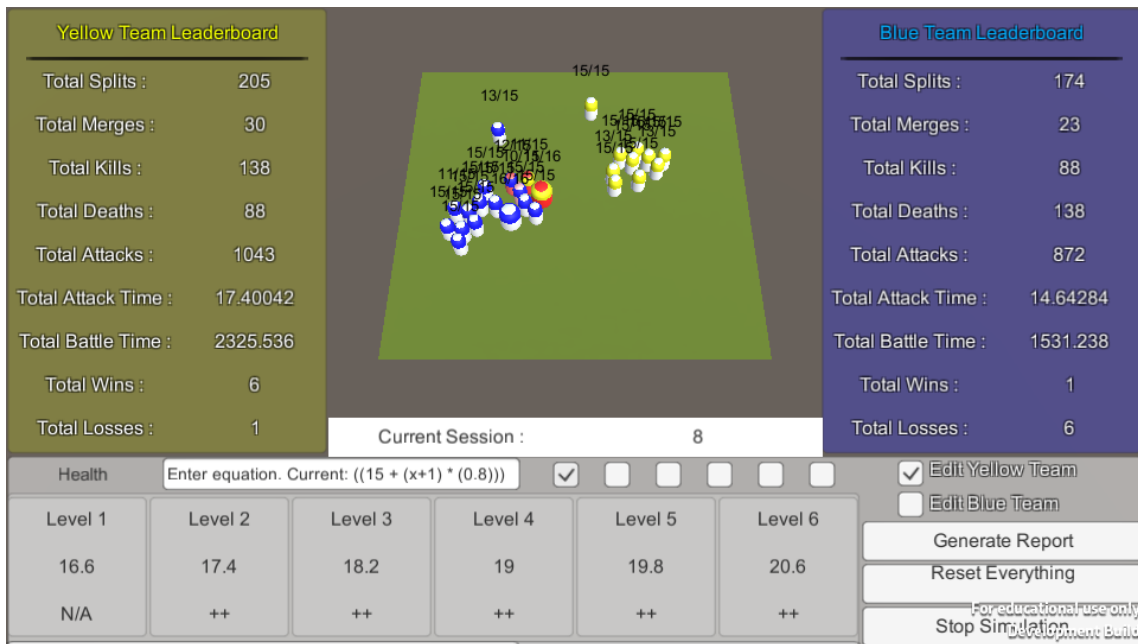 Yellow Team Leaderboard
Total Splits : 205
Total Merges : 30
Total Kills : 138
Total Deaths : 88
Total Attacks : 1043
Total Attack Time : 17.40042
Total Battle Time : 2325.536
Total Wins : 6
Total Losses : 1
15/15
13/15
Blue Team Leaderboard
Total Splits : 174
Total Merges : 23
Total Kills : 88
Total Deaths : 138
Total Attacks : 872
Total Attack Time : 14.64284
Total Battle Time : 1531.238
Total Wins : 1
Total Losses : 6
Current Session : 8
Health
Enter equation. Current: ((15 + (x+1) * (0.8)))
Edit Yellow Team
Edit Blue Team
Level 1 Level 2 Level 3 Level 4 Level 5 Level 6
16.6 17.4 18.2 19 19.8 20.6
N/A ++ ++ ++ ++ ++
Generate Report
Reset Everything
For educational use only
Stop Simulation
Development Build